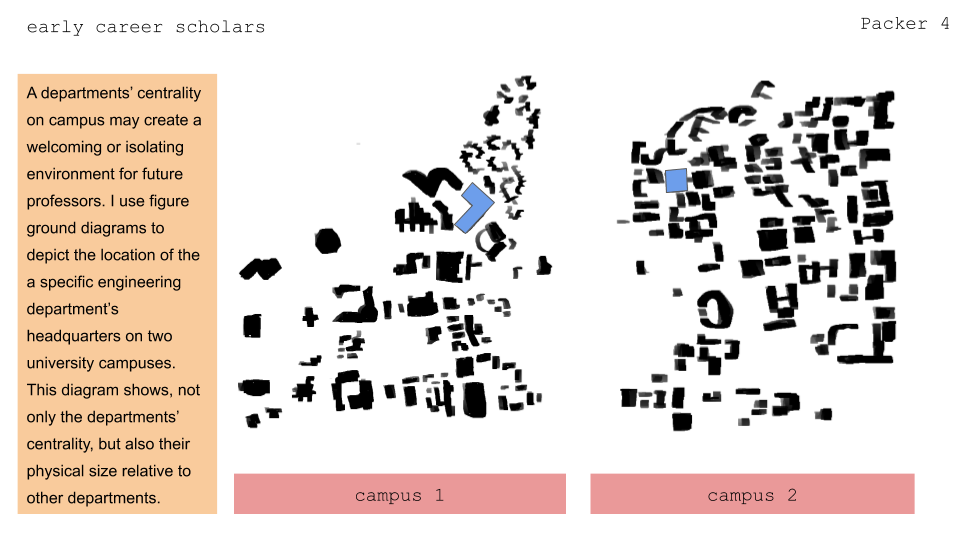 early career scholars
Packer 4
A departments’ centrality
on campus may create a
welcoming or isolating
environment for future
professors. I use figure
ground diagrams to
depict the location of the
a specific engineering
department’s
headquarters on two
university campuses.
This diagram shows, not
only the departments’
centrality, but also their
physical size relative to
other departments.
campus 1
campus 2